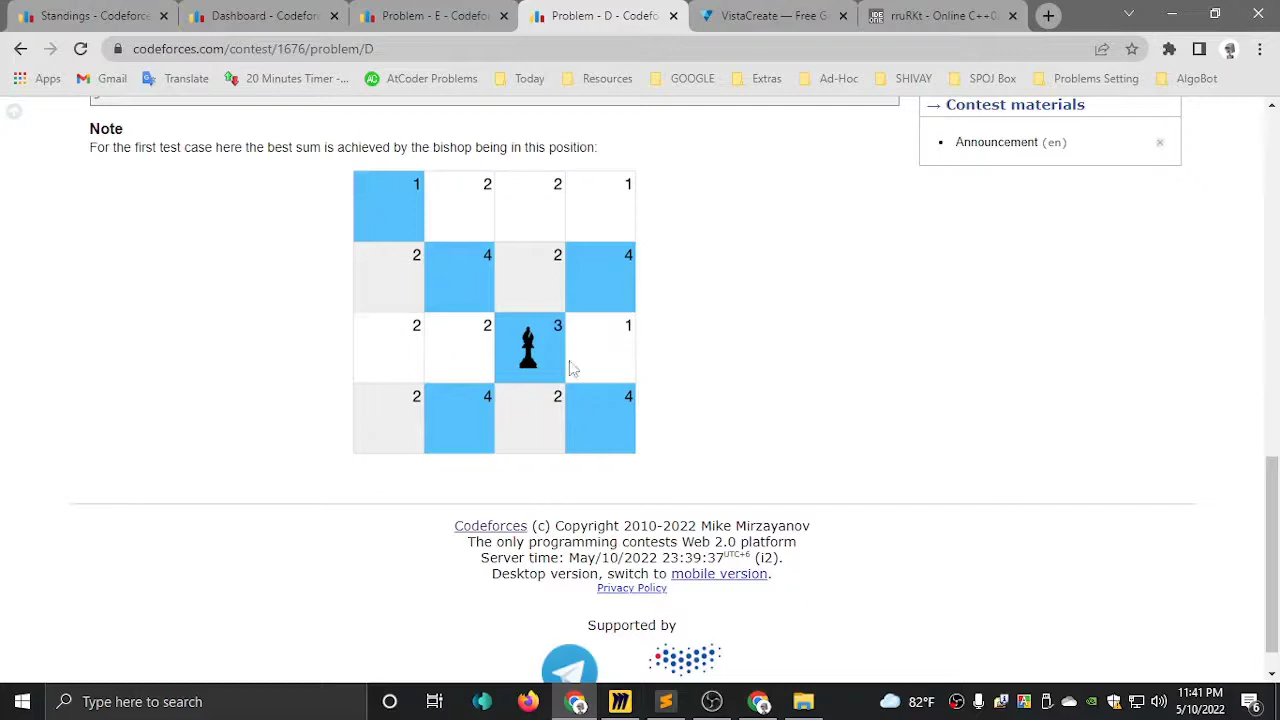 Standings - Codeforc
Dashboard - Codefor
Problem - E - Codefo
Problem - D - Codefo
VistaCreate — Free G
rruRKt - Online C++0
codeforces.com/contest/1676/problem/D
Apps
Gmail
Translate
20 Minutes Timer -...
AtCoder Problems
Today
Resources
GOOGLE
Extras
Ad-Hoc
SHIVAY
SPOJ Box
Problems Setting
AlgoBot
→ Contest materials
Announcement (en)
Note
For the first test case here the best sum is achieved by the bishop being in this position:
1 2 2 1
2 4 2 4
2 2 3 1
2 4 2 4
Codeforces (c) Copyright 2010-2022 Mike Mirzayanov
The only programming contests Web 2.0 platform
Server time: May/10/2022 23:39:37UTC+6 (i2).
Desktop version, switch to mobile version.
Privacy Policy
Supported by
Type here to search
82°F
11:41 PM
5/10/2022
6